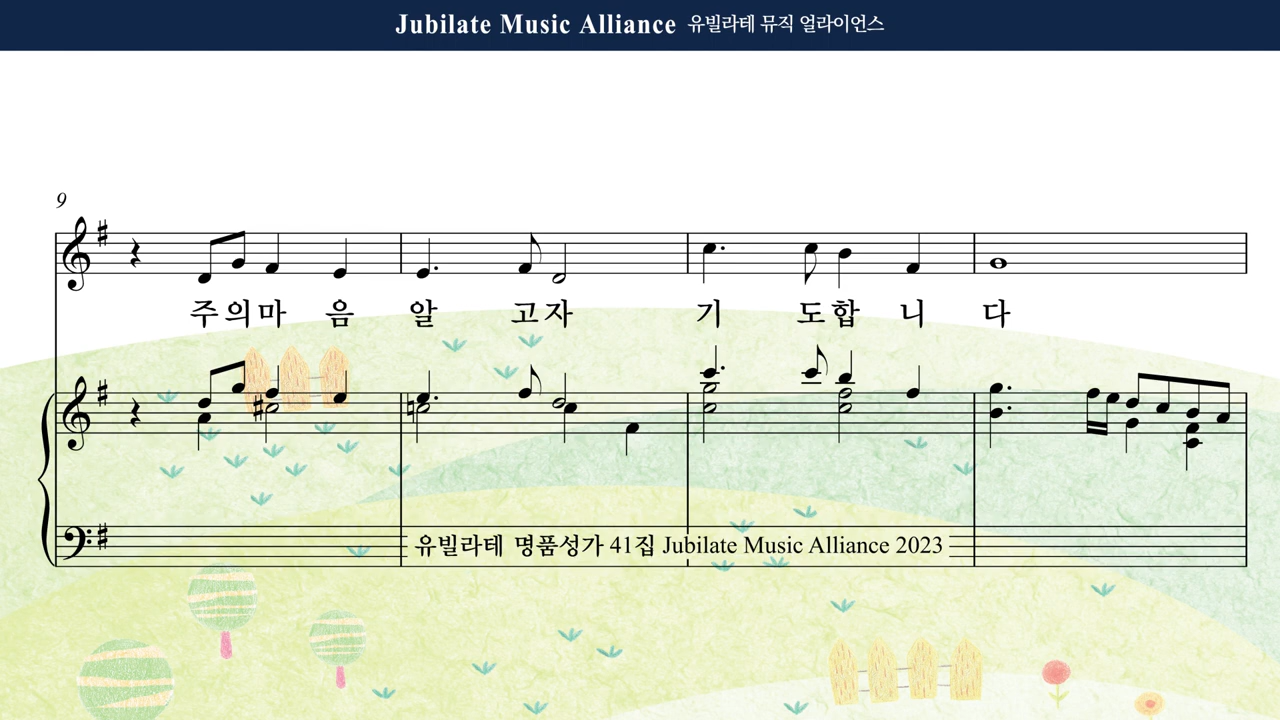 Jubilate Music Alliance 유빌라테 뮤직 얼라이언스
9
주의마 음 알 고자 기 도합 니 다
유빌라테 명품성가 41집 Jubilate Music Alliance 2023